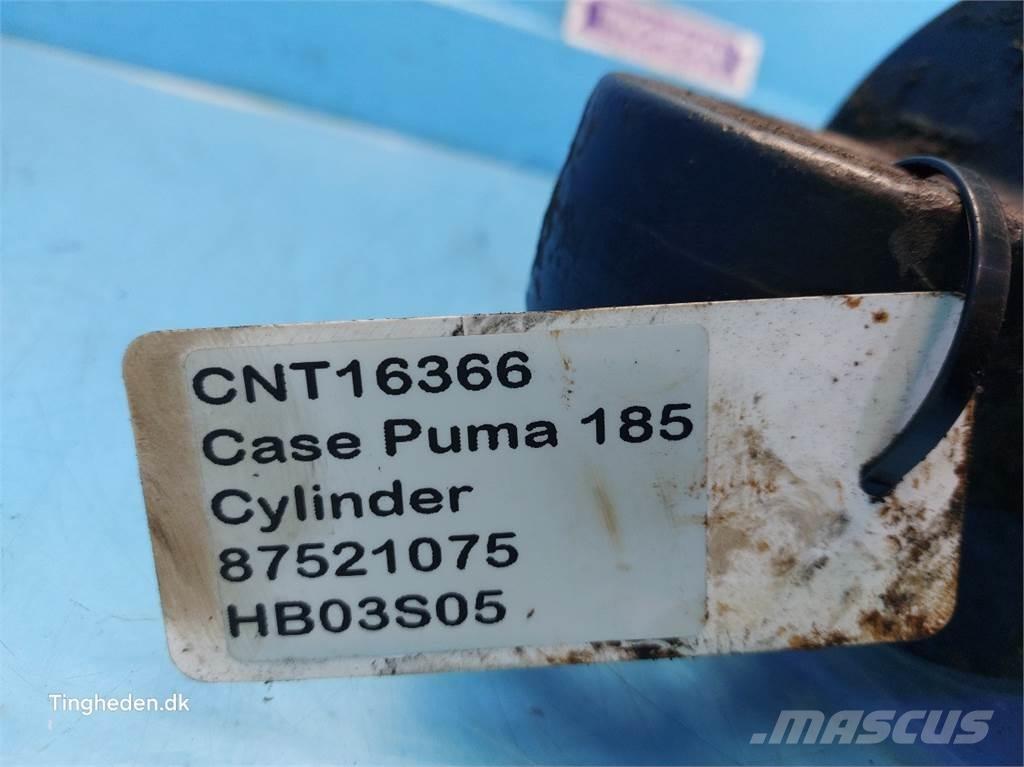 CNT16366
Case Puma 185
Cylinder
87521075
HB03S05
Tingheden.dk
MASCUS